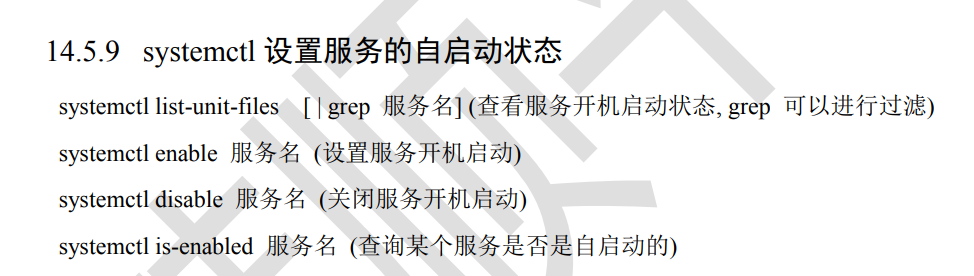 14.5.9 systemctl 设置服务的自启动状态
systemctl list-unit-files [ | grep 服务名] (查看服务开机启动状态, grep 可以进行过滤)
systemctl enable 服务名 (设置服务开机启动)
systemctl disable 服务名 (关闭服务开机启动)
systemctl is-enabled 服务名 (查询某个服务是否是自启动的)